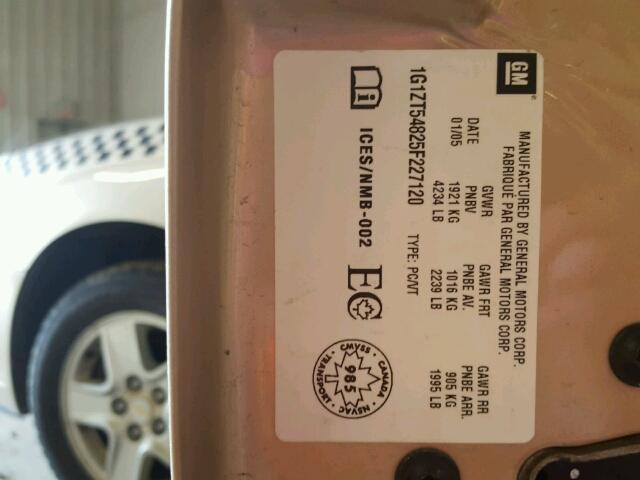 GM
MANUFACTURED BY GENERAL MOTORS CORP.
FABRIQUÉ PAR GENERAL MOTORS CORP.
DATE GVWR GAWR FRT GAWR RR
PNBV PNBE AV. PNBE ARR.
01/05 1921 KG 1016 KG 905 KG
4234 LB 2239 LB 1995 LB
1G1ZT54825F227120 TYPE: PC/VT
ICES/NMB-002
CANADA
CMVSS
985
NSVAC
TRANSPORT